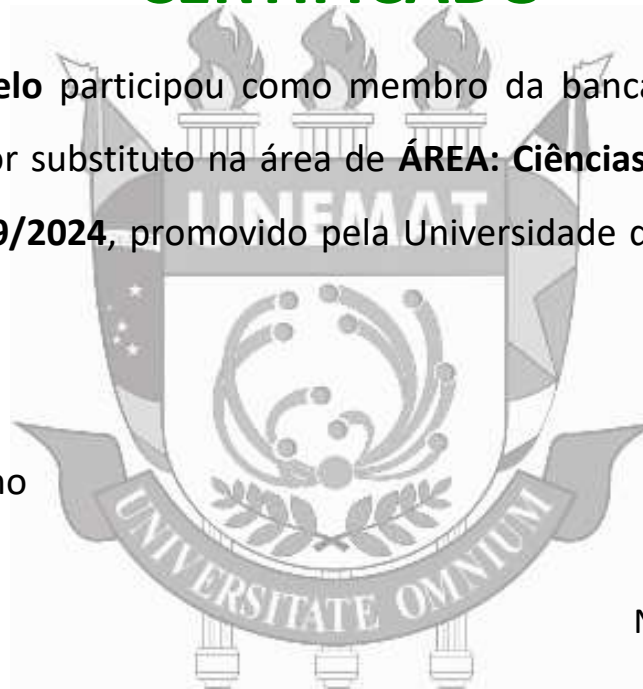 CERTIFICADO
elo participou como membro da banca
or substituto na área de ÁREA: Ciências
9/2024, promovido pela Universidade d
UNEMAT
no
UNIVERSITATE OMNIUM
N